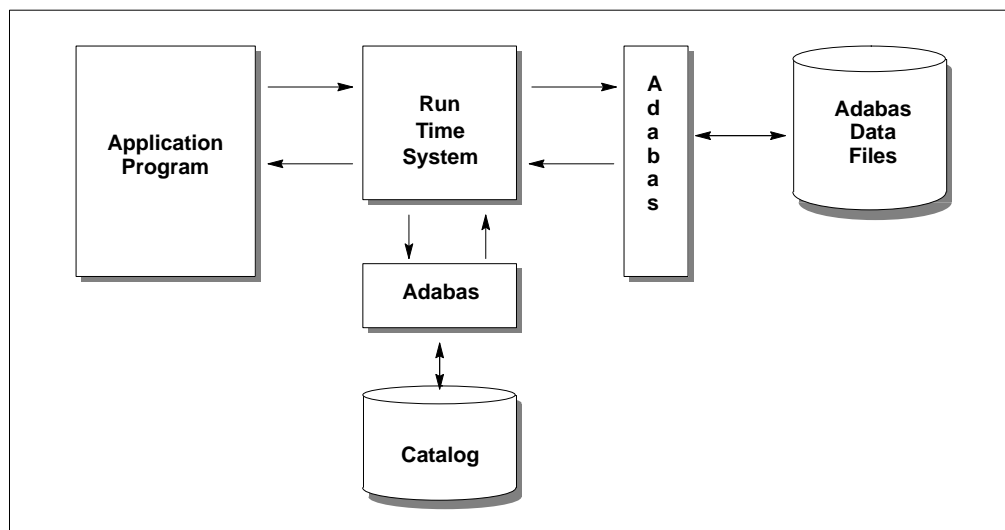 Application
Program
Run
Time
System
A
d
a
b
a
s
Adabas
Data
Files
Adabas
Catalog